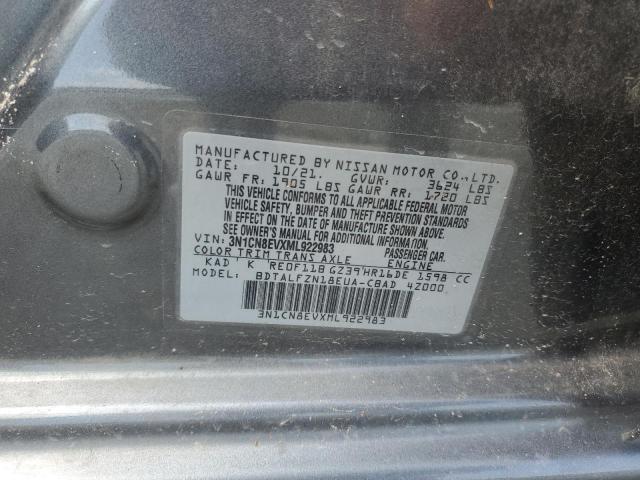 MANUFACTURED BY NISSAN MOTOR CO.,LTD.
DATE: 10/21. GVWR: 3624 LBS
GAWR FR: 1905 LBS GAWR RR: 1720 LBS
THIS VEHICLE CONFORMS TO ALL APPLICABLE FEDERAL MOTOR
VEHICLE SAFETY, BUMPER AND THEFT PREVENTION STANDARDS
IN EFFECT ON THE DATE OF MANUFACTURE SHOWN ABOVE.
SEE OWNER'S MANUAL FOR ADDITIONAL INFORMATION.
VIN: 3N1CN8EVXML922983 PASSENGER CAR.
COLOR TRIM TRANS AXLE ENGINE
KAD K RE0F11B GZ39 HR16DE 1598 CC
MODEL: BDTALFZN18EUA-CBAD 4Z000
3N1CN8EVXML922983